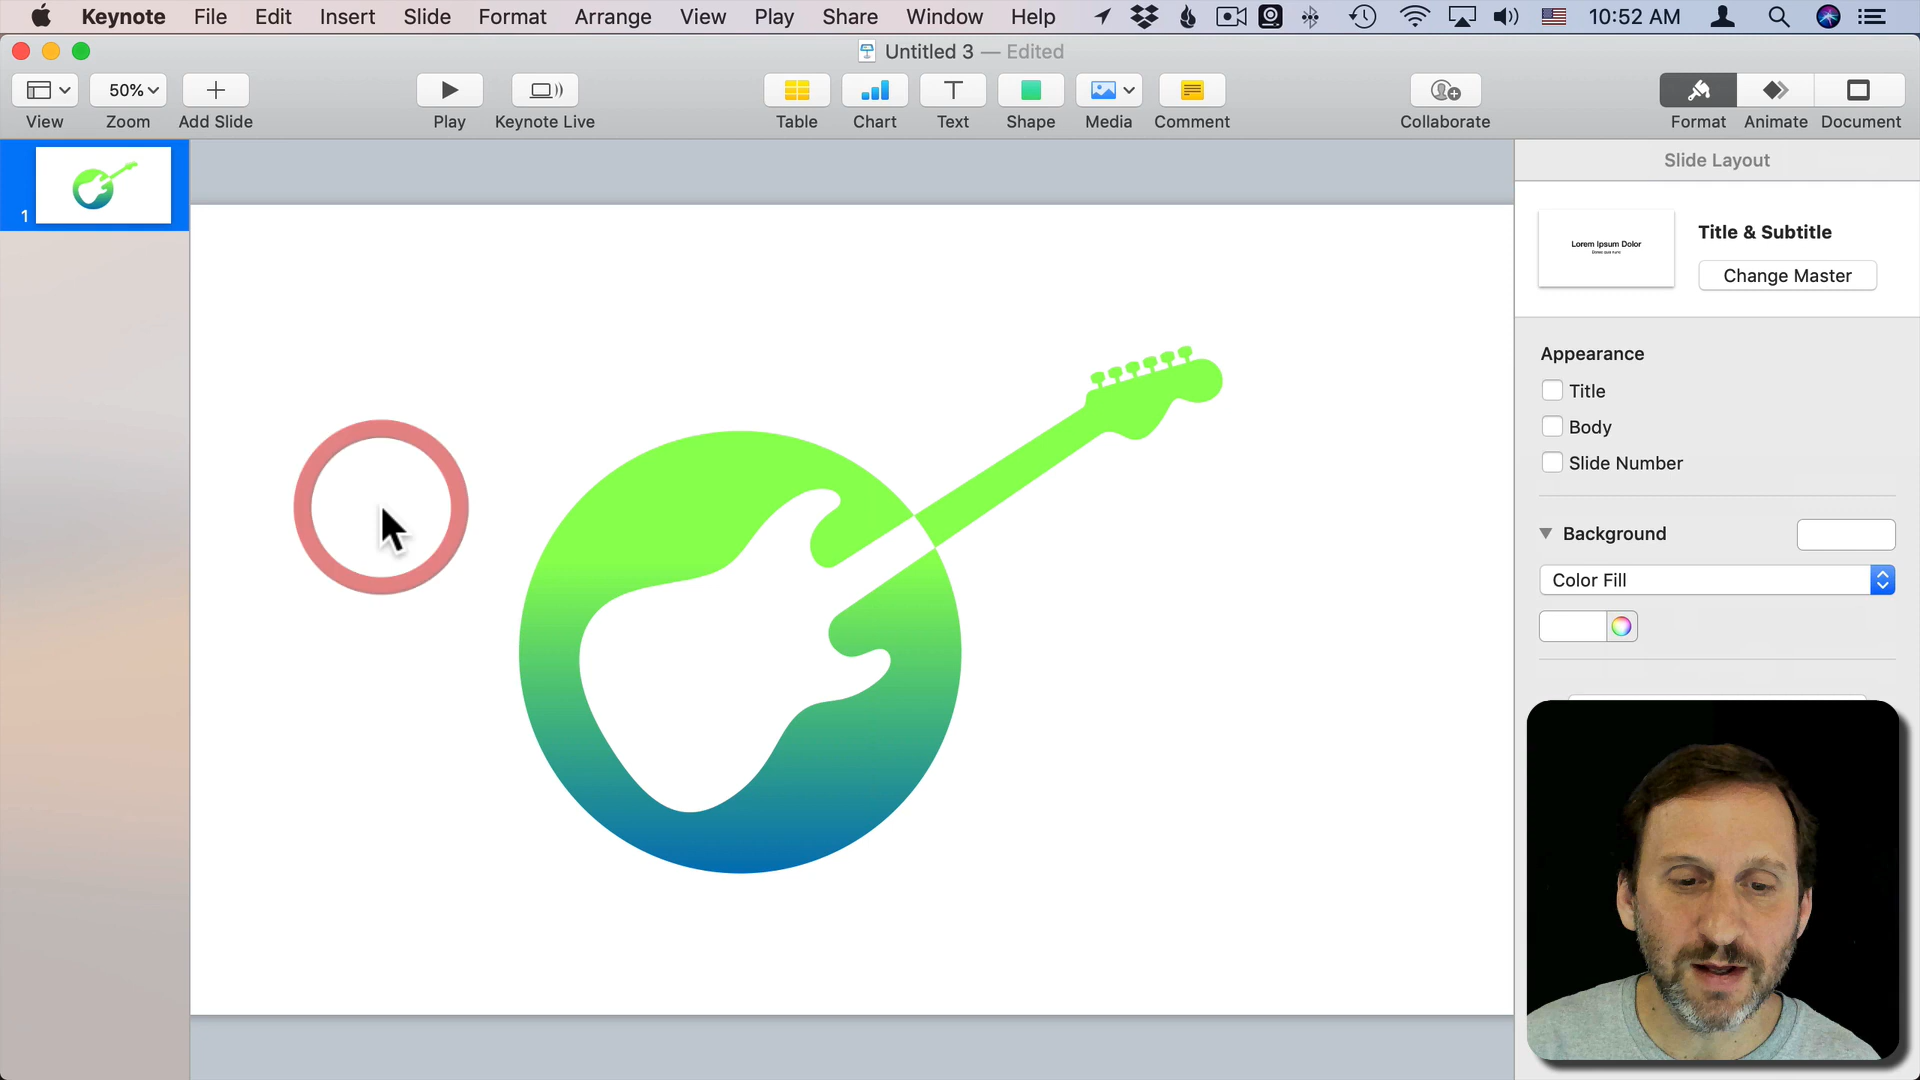 Keynote File Edit Insert Slide Format Arrange View Play Share Window Help 10:52 AM
Untitled 3 — Edited
50%
View Zoom Add Slide Play Keynote Live Table Chart Text Shape Media Comment Collaborate Format Animate Document
Slide Layout
1
Lorem Ipsum Dolor
Title & Subtitle
Change Master
Appearance
Title
Body
Slide Number
Background
Color Fill